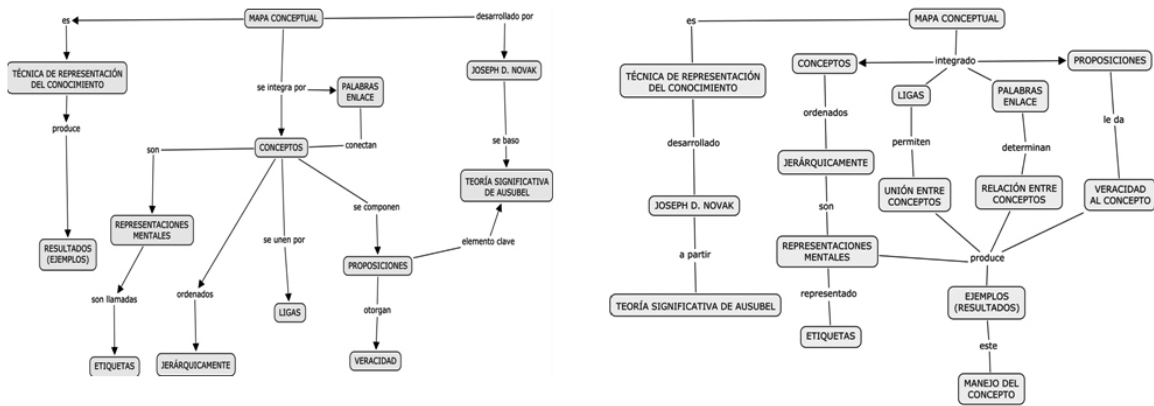 es
MAPA CONCEPTUAL
desarrollado por
TÉCNICA DE REPRESENTACIÓN
DEL CONOCIMIENTO
JOSEPH D. NOVAK
se integra por
PALABRAS
ENLACE
produce
se baso
son
CONCEPTOS
conectan
TEORÍA SIGNIFICATIVA
DE AUSUBEL
se componen
REPRESENTACIONES
MENTALES
se unen por
elemento clave
RESULTADOS
(EJEMPLOS)
PROPOSICIONES
son llamadas
ordenados
LIGAS
otorgan
ETIQUETAS
JERÁRQUICAMENTE
VERACIDAD
es
MAPA CONCEPTUAL
TÉCNICA DE REPRESENTACIÓN
DEL CONOCIMIENTO
CONCEPTOS
integrado
PROPOSICIONES
LIGAS
PALABRAS
ENLACE
ordenados
le da
desarrollado
permiten
determinan
JERÁRQUICAMENTE
UNIÓN ENTRE
CONCEPTOS
RELACIÓN ENTRE
CONCEPTOS
VERACIDAD
AL CONCEPTO
JOSEPH D. NOVAK
son
a partir
REPRESENTACIONES
MENTALES
produce
representado
EJEMPLOS
(RESULTADOS)
TEORÍA SIGNIFICATIVA DE AUSUBEL
ETIQUETAS
este
MANEJO DEL
CONCEPTO